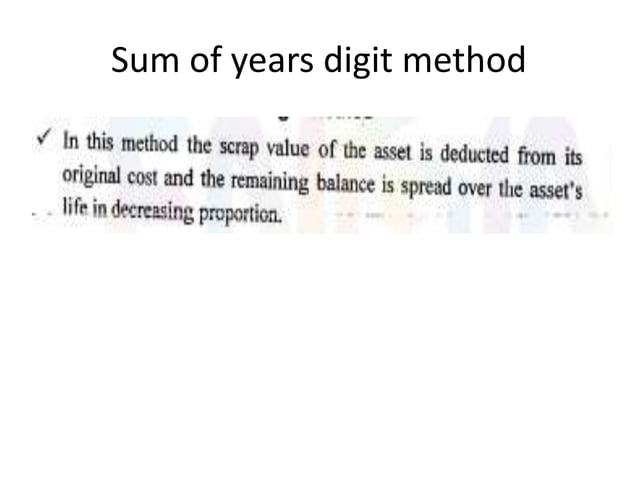 Sum of years digit method
✓ In this method the scrap value of the asset is deducted from its
original cost and the remaining balance is spread over the asset's
life in decreasing proportion.